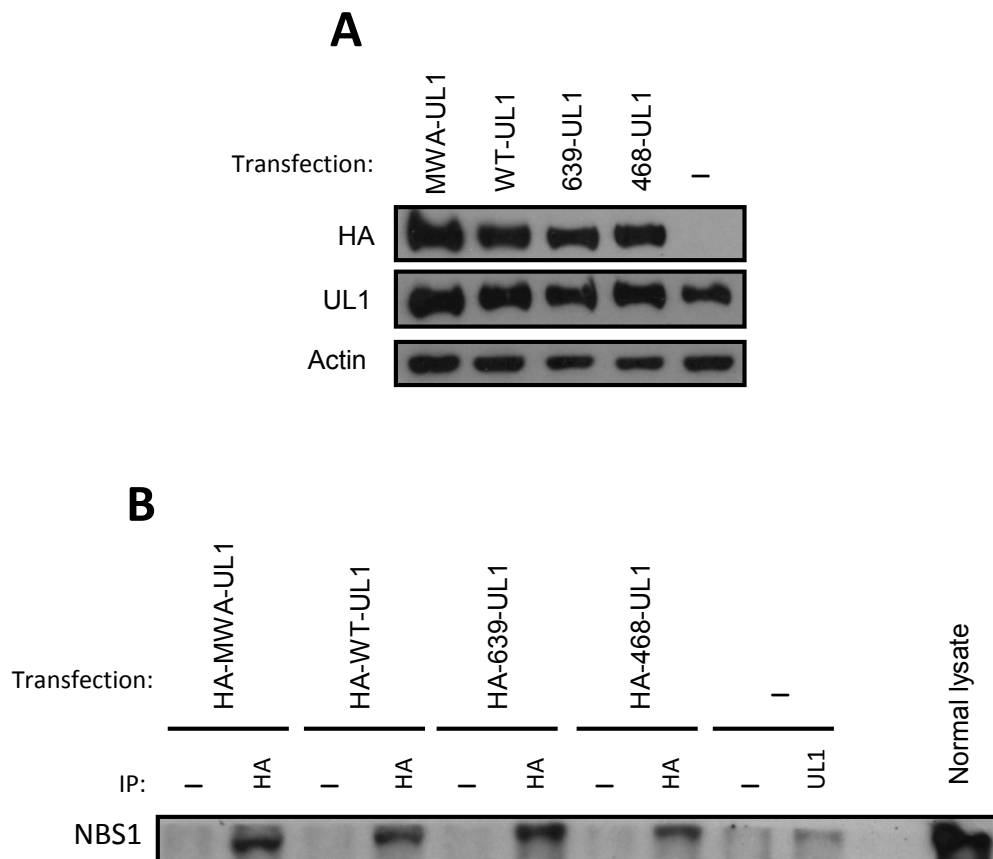 A
Transfection: MWA-UL1 WT-UL1 639-UL1 468-UL1 –
HA
UL1
Actin
B
Transfection: HA-MWA-UL1 HA-WT-UL1 HA-639-UL1 HA-468-UL1 – Normal lysate
IP: – HA – HA – HA – HA – UL1
NBS1